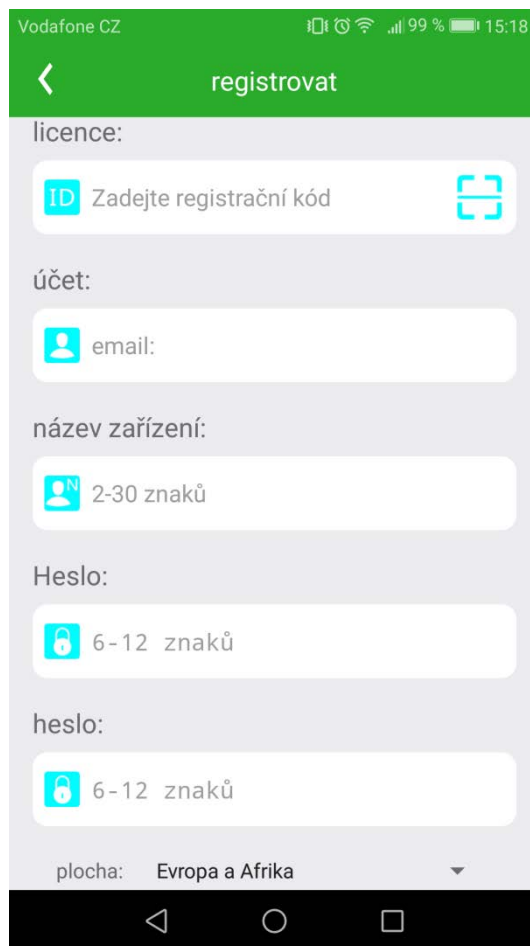 Vodafone CZ 99 % 15:18
registrovat
licence:
ID Zadejte registrační kód
účet:
email:
název zařízení:
N 2-30 znaků
Heslo:
6-12 znaků
heslo:
6-12 znaků
plocha: Evropa a Afrika